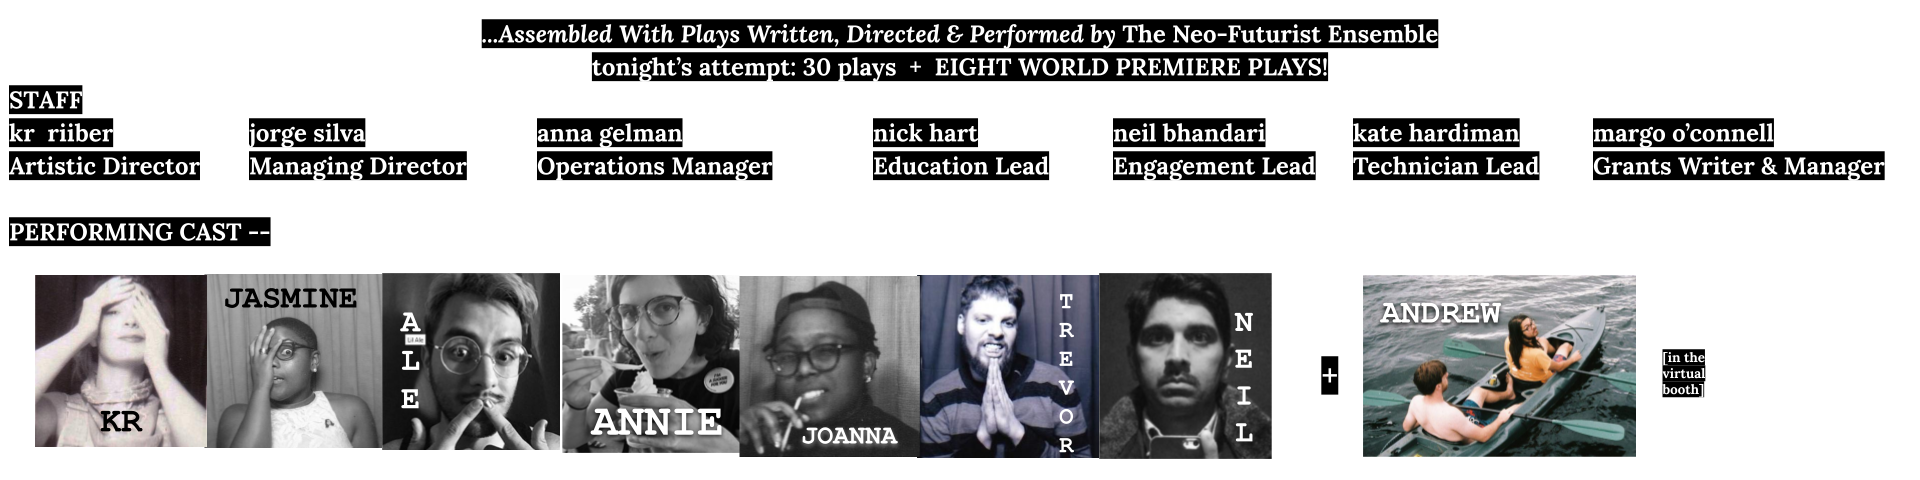 ...Assembled With Plays Written, Directed & Performed by The Neo-Futurist Ensemble
tonight's attempt: 30 plays + EIGHT WORLD PREMIERE PLAYS!
STAFF
kr riiber jorge silva anna gelman nick hart neil bhandari kate hardiman margo o'connell
Artistic Director Managing Director Operations Manager Education Lead Engagement Lead Technician Lead Grants Writer & Manager
PERFORMING CAST --
KR
JASMINE
ALE
Lil Ale
ANNIE
JOANNA
TREVOR
NEIL
+
ANDREW
[in the
virtual
booth]